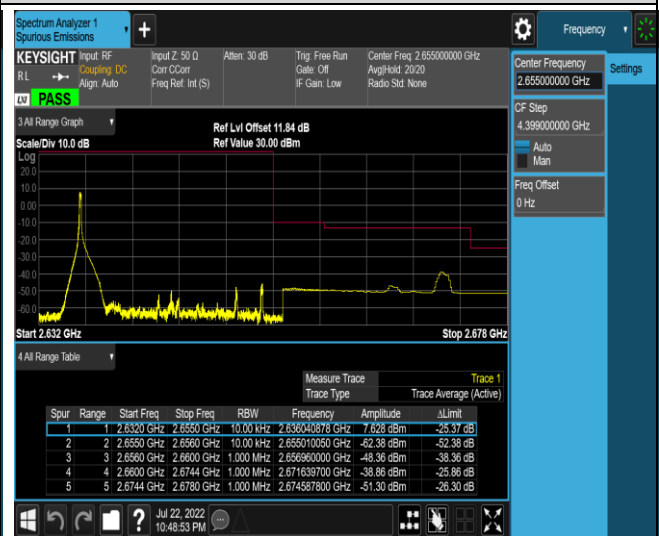 Spectrum Analyzer 1
Spurious Emissions
Frequency
KEYSIGHT Input: RF Input Z: 50 Ω Atten: 30 dB Trig: Free Run Center Freq: 2.655000000 GHz
RL Coupling: DC Corr CCorr Gate: Off Avg|Hold: 20/20
Align: Auto Freq Ref: Int (S) IF Gain: Low Radio Std: None
LXI PASS
Center Frequency
2.655000000 GHz
Settings
CF Step
4.399000000 GHz
Auto
Man
Freq Offset
0 Hz
3 All Range Graph
Ref Lvl Offset 11.84 dB
Scale/Div 10.0 dB Ref Value 30.00 dBm
Log
20.0
10.0
0.00
-10.0
-20.0
-30.0
-40.0
-50.0
-60.0
Start 2.632 GHz Stop 2.678 GHz
4 All Range Table
Measure Trace Trace 1
Trace Type Trace Average (Active)
Spur Range Start Freq Stop Freq RBW Frequency Amplitude ΔLimit
1 1 2.6320 GHz 2.6550 GHz 10.00 kHz 2.636040878 GHz 7.628 dBm -25.37 dB
2 2 2.6550 GHz 2.6560 GHz 10.00 kHz 2.655010050 GHz -62.38 dBm -52.38 dB
3 3 2.6560 GHz 2.6600 GHz 1.000 MHz 2.656960000 GHz -48.36 dBm -38.36 dB
4 4 2.6600 GHz 2.6744 GHz 1.000 MHz 2.671639700 GHz -38.86 dBm -25.86 dB
5 5 2.6744 GHz 2.6780 GHz 1.000 MHz 2.674587800 GHz -51.30 dBm -26.30 dB
Jul 22, 2022
10:48:53 PM